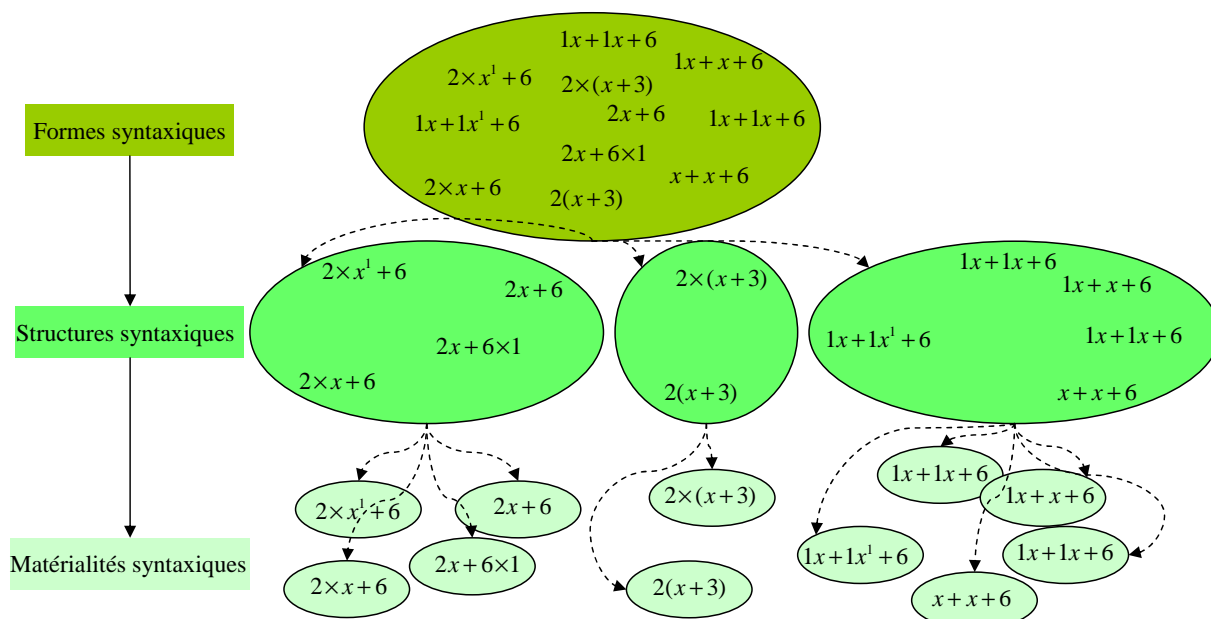 1x+1x+6
1x+x+6
2×x¹+6
2×(x+3)
2x+6
1x+1x¹+6
1x+1x+6
Formes syntaxiques
2x+6×1
x+x+6
2×x+6
2(x+3)
2×x¹+6
2x+6
2x+6×1
2×x+6
2×(x+3)
2(x+3)
1x+1x+6
1x+x+6
1x+1x¹+6
1x+1x+6
x+x+6
Structures syntaxiques
2×x¹+6
2x+6
2×x+6
2x+6×1
2×(x+3)
2(x+3)
1x+1x+6
1x+x+6
1x+1x¹+6
1x+1x+6
x+x+6
Matérialités syntaxiques